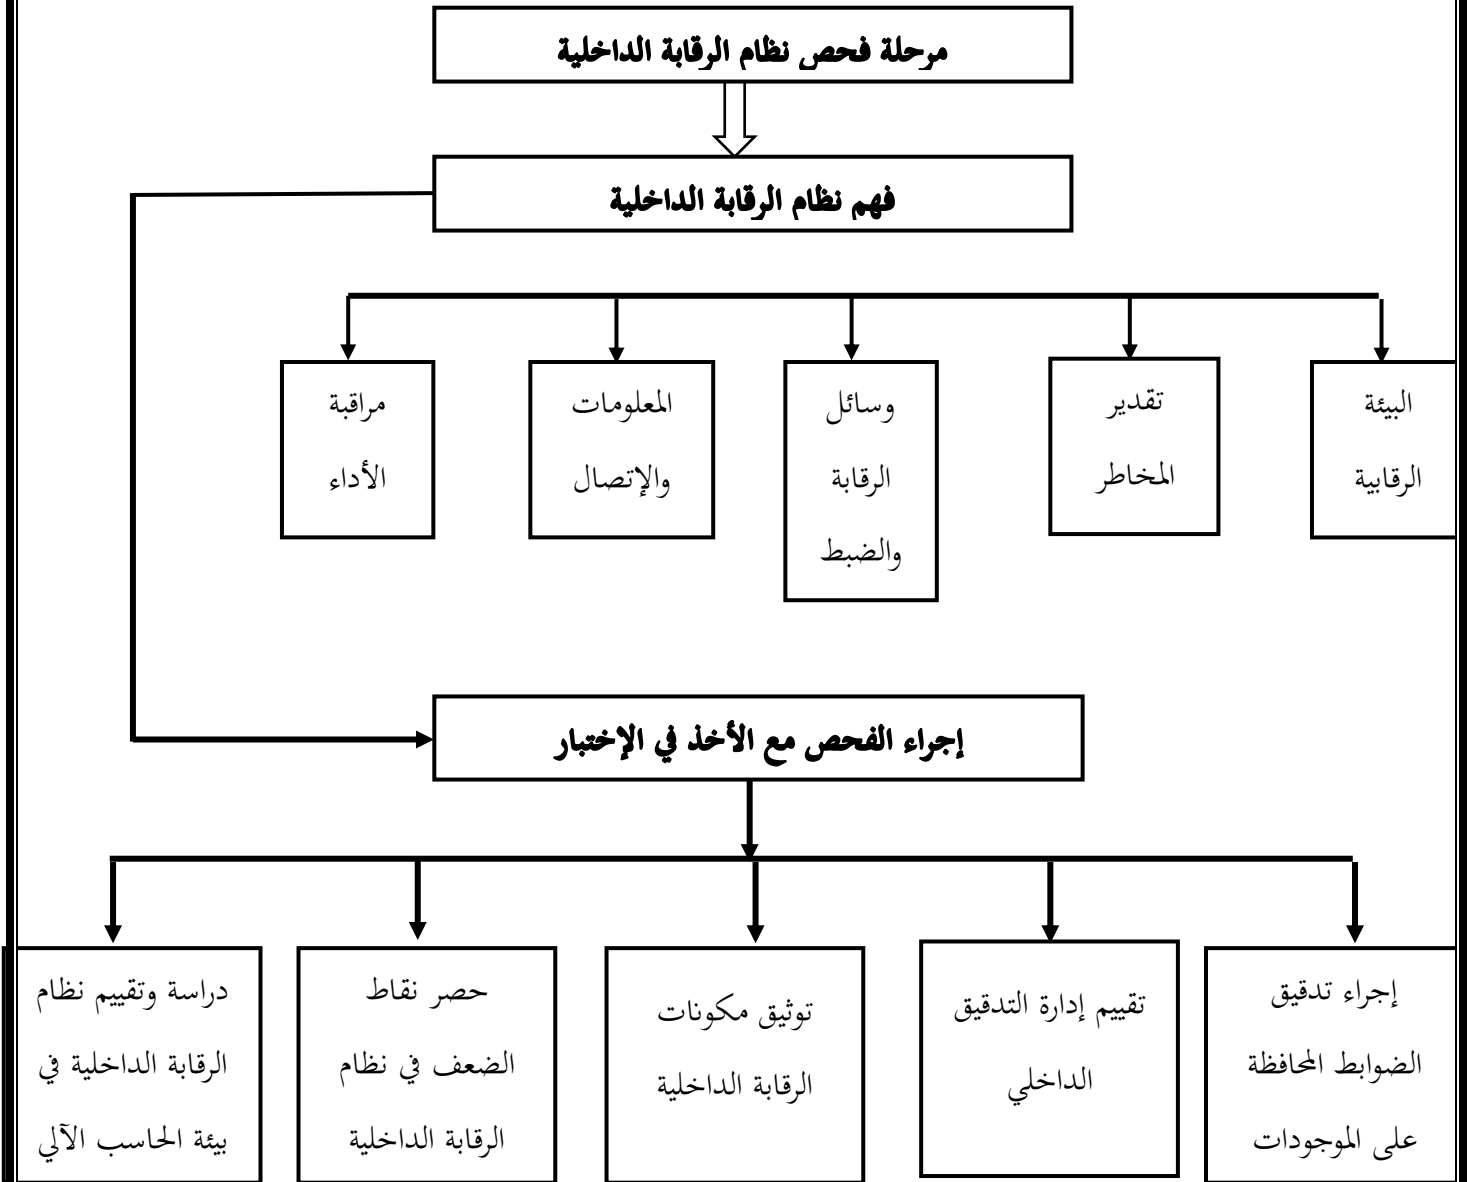 مرحلة فحص نظام الرقابة الداخلية
فهم نظام الرقابة الداخلية
البيئة
الرقابية
تقدير
المخاطر
وسائل
الرقابة
والضبط
المعلومات
والإتصال
مراقبة
الأداء
إجراء الفحص مع الأخذ في الإختبار
إجراء تدقيق
الضوابط المحافظة
على الموجودات
تقييم إدارة التدقيق
الداخلي
توثيق مكونات
الرقابة الداخلية
حصر نقاط
الضعف في نظام
الرقابة الداخلية
دراسة وتقييم نظام
الرقابة الداخلية في
بيئة الحاسب الآلي